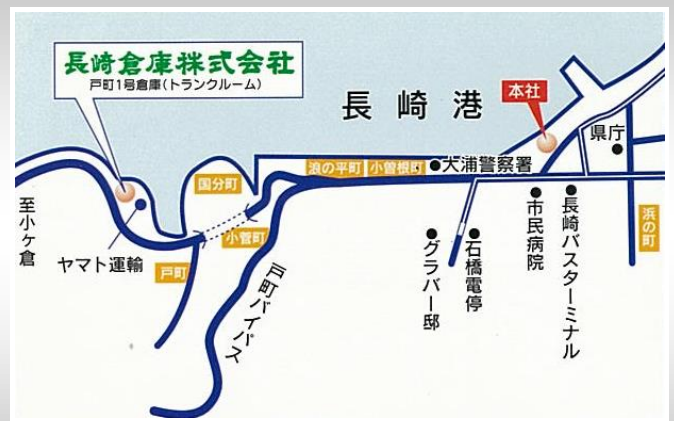 長崎倉庫株式会社
戸町1号倉庫(トランクルーム)
長崎港
本社
県庁
浪の平町
小曽根町
大浦警察署
国分町
小菅町
戸町
ヤマト運輸
至小ヶ倉
戸町バイパス
グラバー邸
石橋電停
市民病院
長崎バスターミナル
浜の町